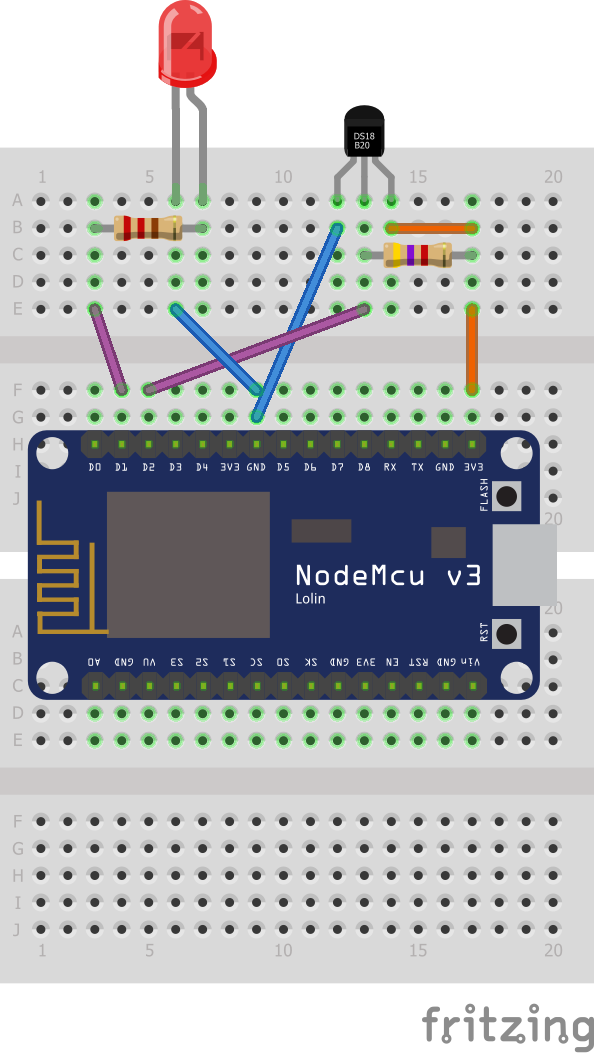 DS18
B20
1 5 10 15 20
A
B
C
D
E
F
G
H
I
J
D0 D1 D2 D3 D4 3V3 GND D5 D6 D7 D8 RX TX GND 3V3
FLASH
20
NodeMcu v3
Lolin
20
RST
A
B
C
A0 GND VU S3 S2 S1 SC S0 SK GND 3V3 EN RST GND Vin
D
E
F
G
H
I
J
1 5 10 15 20
fritzing